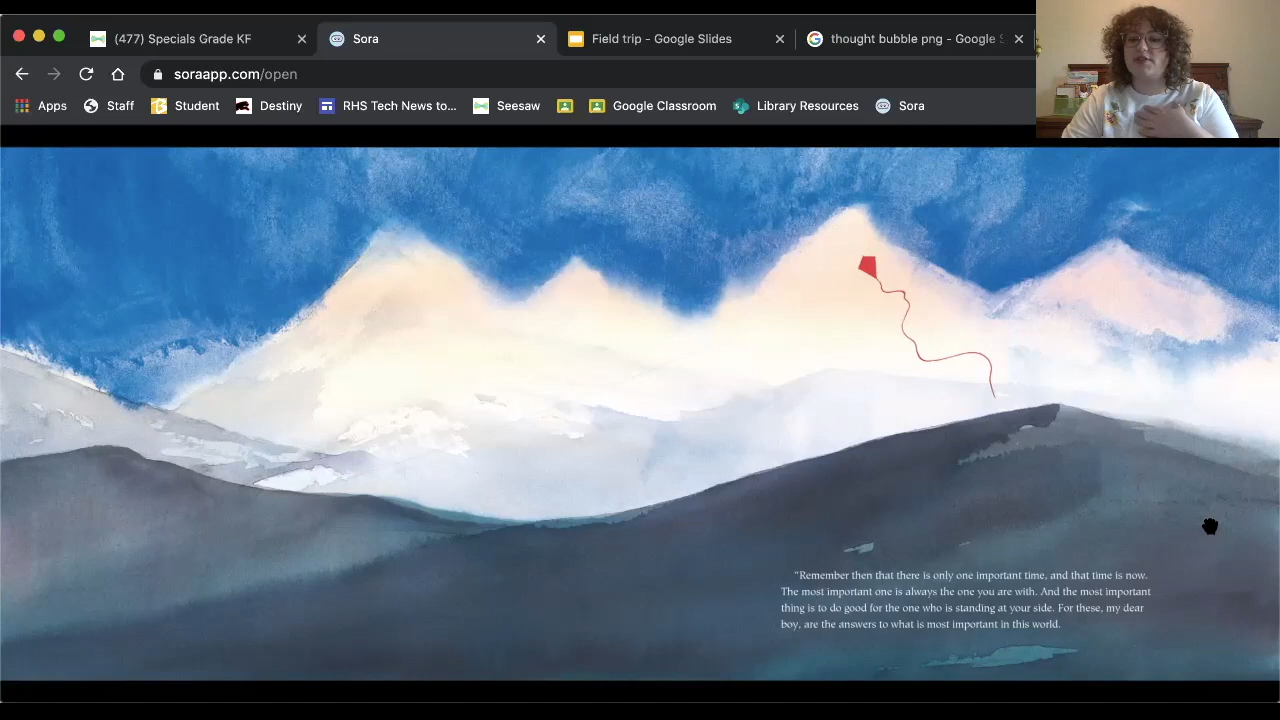 (477) Specials Grade KF
Sora
Field trip - Google Slides
thought bubble png - Google S
soraapp.com/open
Apps
Staff
Student
Destiny
RHS Tech News to...
Seesaw
Google Classroom
Library Resources
Sora
"Remember then that there is only one important time, and that time is now.
The most important one is always the one you are with. And the most important
thing is to do good for the one who is standing at your side. For these, my dear
boy, are the answers to what is most important in this world.